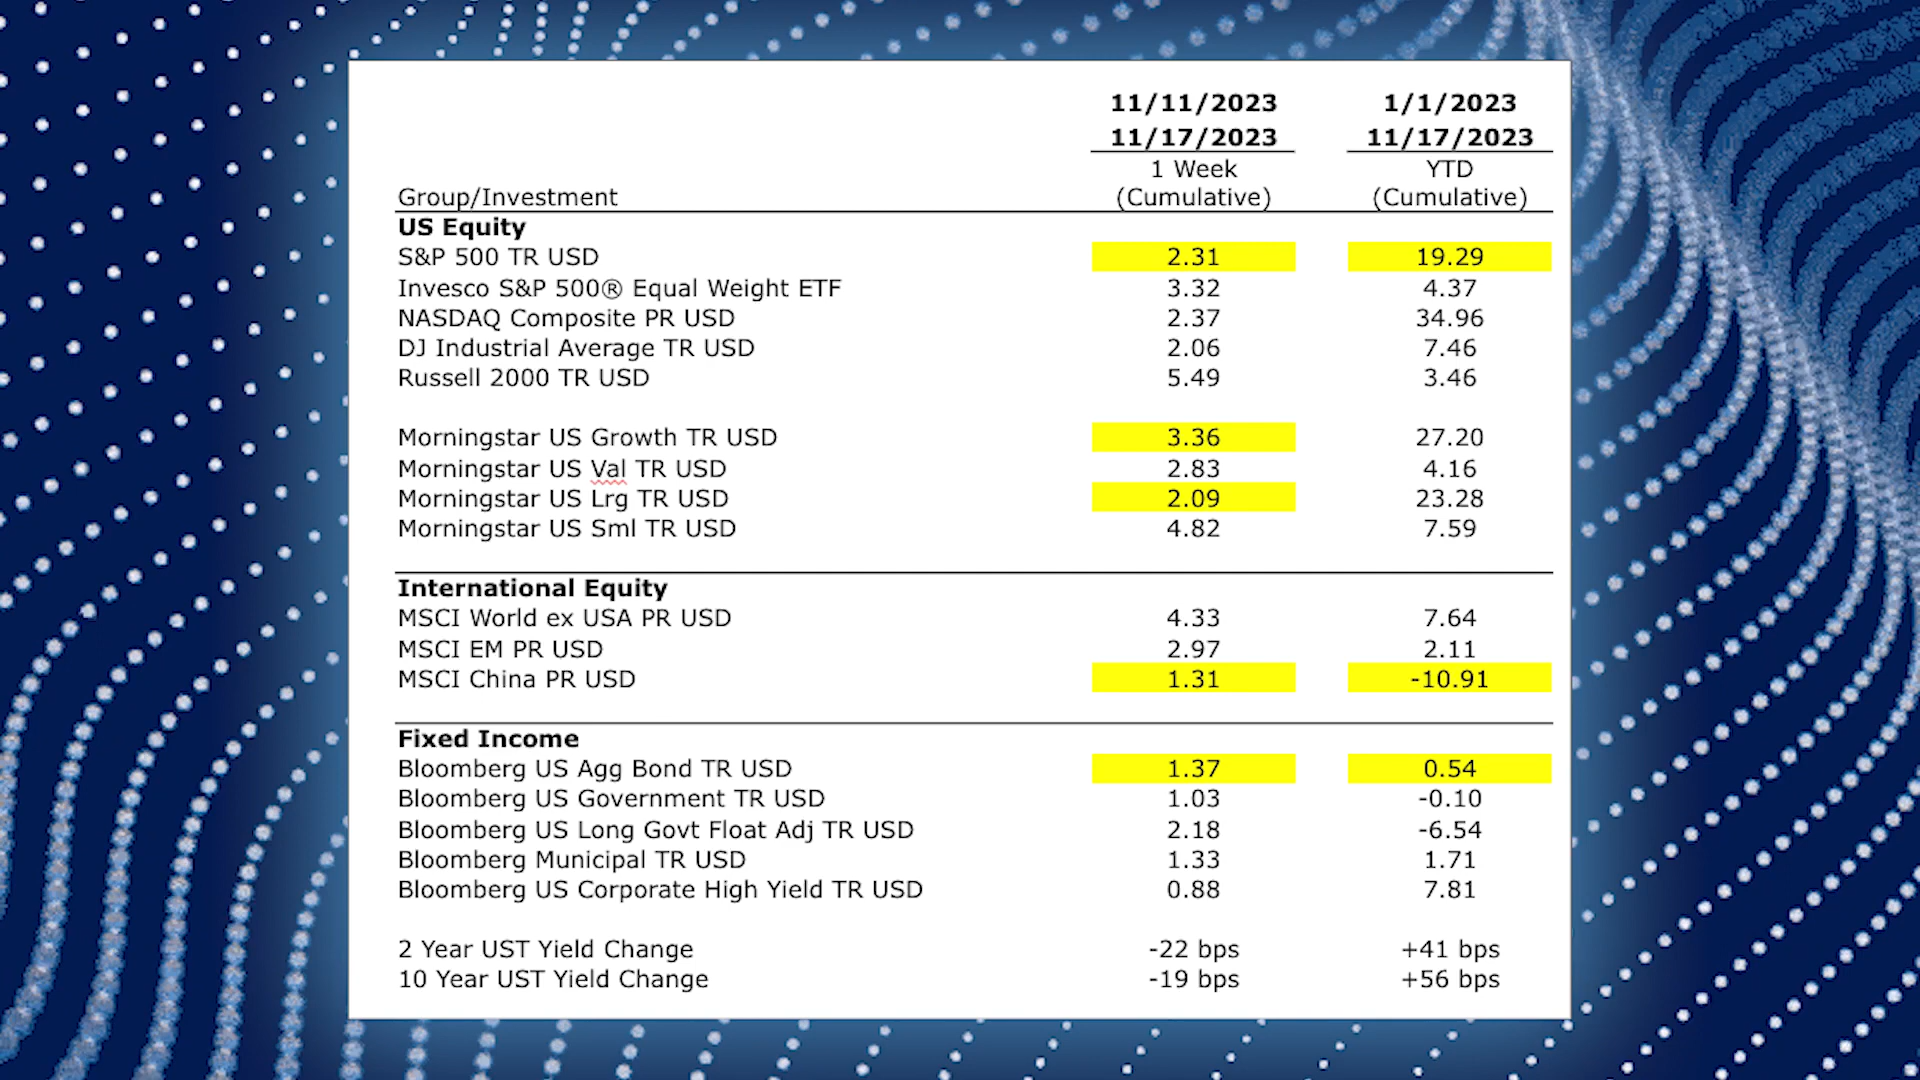 11/11/2023 1/1/2023
11/17/2023 11/17/2023
1 Week YTD
Group/Investment (Cumulative) (Cumulative)
US Equity
S&P 500 TR USD 2.31 19.29
Invesco S&P 500® Equal Weight ETF 3.32 4.37
NASDAQ Composite PR USD 2.37 34.96
DJ Industrial Average TR USD 2.06 7.46
Russell 2000 TR USD 5.49 3.46
Morningstar US Growth TR USD 3.36 27.20
Morningstar US Val TR USD 2.83 4.16
Morningstar US Lrg TR USD 2.09 23.28
Morningstar US Sml TR USD 4.82 7.59
International Equity
MSCI World ex USA PR USD 4.33 7.64
MSCI EM PR USD 2.97 2.11
MSCI China PR USD 1.31 -10.91
Fixed Income
Bloomberg US Agg Bond TR USD 1.37 0.54
Bloomberg US Government TR USD 1.03 -0.10
Bloomberg US Long Govt Float Adj TR USD 2.18 -6.54
Bloomberg Municipal TR USD 1.33 1.71
Bloomberg US Corporate High Yield TR USD 0.88 7.81
2 Year UST Yield Change -22 bps +41 bps
10 Year UST Yield Change -19 bps +56 bps